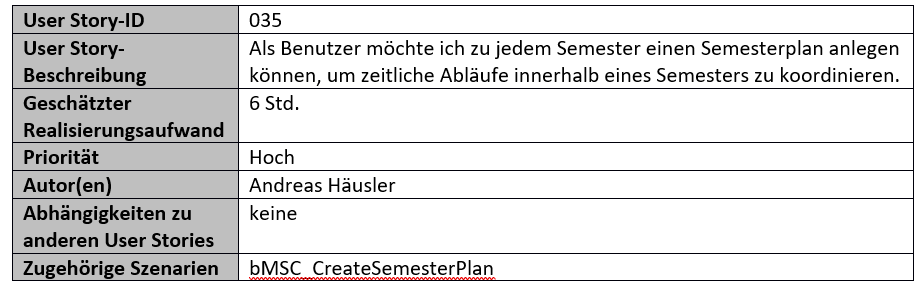 User Story-ID 035
User Story- Als Benutzer möchte ich zu jedem Semester einen Semesterplan anlegen
Beschreibung können, um zeitliche Abläufe innerhalb eines Semesters zu koordinieren.
Geschätzter 6 Std.
Realisierungsaufwand
Priorität Hoch
Autor(en) Andreas Häusler
Abhängigkeiten zu keine
anderen User Stories
Zugehörige Szenarien bMSC_CreateSemesterPlan